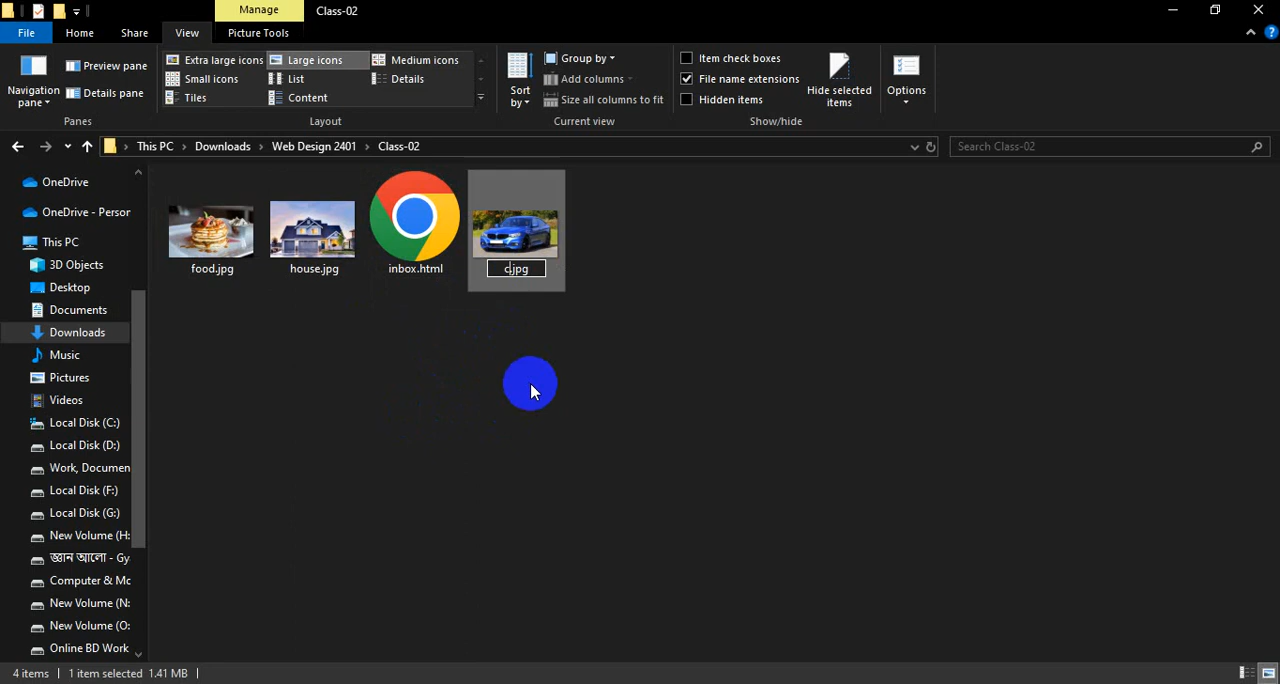 Manage
Class-02
File
Home
Share
View
Picture Tools
Navigation pane
Preview pane
Details pane
Panes
Extra large icons
Large icons
Medium icons
Small icons
List
Details
Tiles
Content
Layout
Sort by
Group by
Add columns
Size all columns to fit
Current view
Item check boxes
File name extensions
Hidden items
Hide selected items
Show/hide
Options
This PC
Downloads
Web Design 2401
Class-02
Search Class-02
OneDrive
OneDrive - Person
This PC
3D Objects
Desktop
Documents
Downloads
Music
Pictures
Videos
Local Disk (C:)
Local Disk (D:)
Work, Documen
Local Disk (F:)
Local Disk (G:)
New Volume (H:
জ্ঞান আলো - Gy
Computer & Mo
New Volume (N:
New Volume (O:
Online BD Work
food.jpg
house.jpg
inbox.html
c.jpg
4 items
1 item selected 1.41 MB